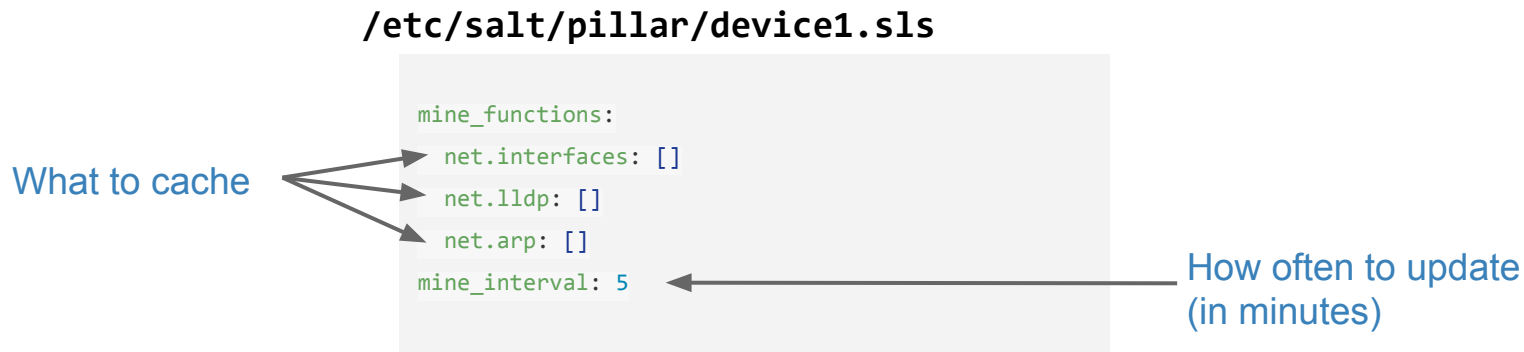 /etc/salt/pillar/device1.sls
mine_functions:
  net.interfaces: []
What to cache
  net.lldp: []
  net.arp: []
mine_interval: 5
How often to update
(in minutes)